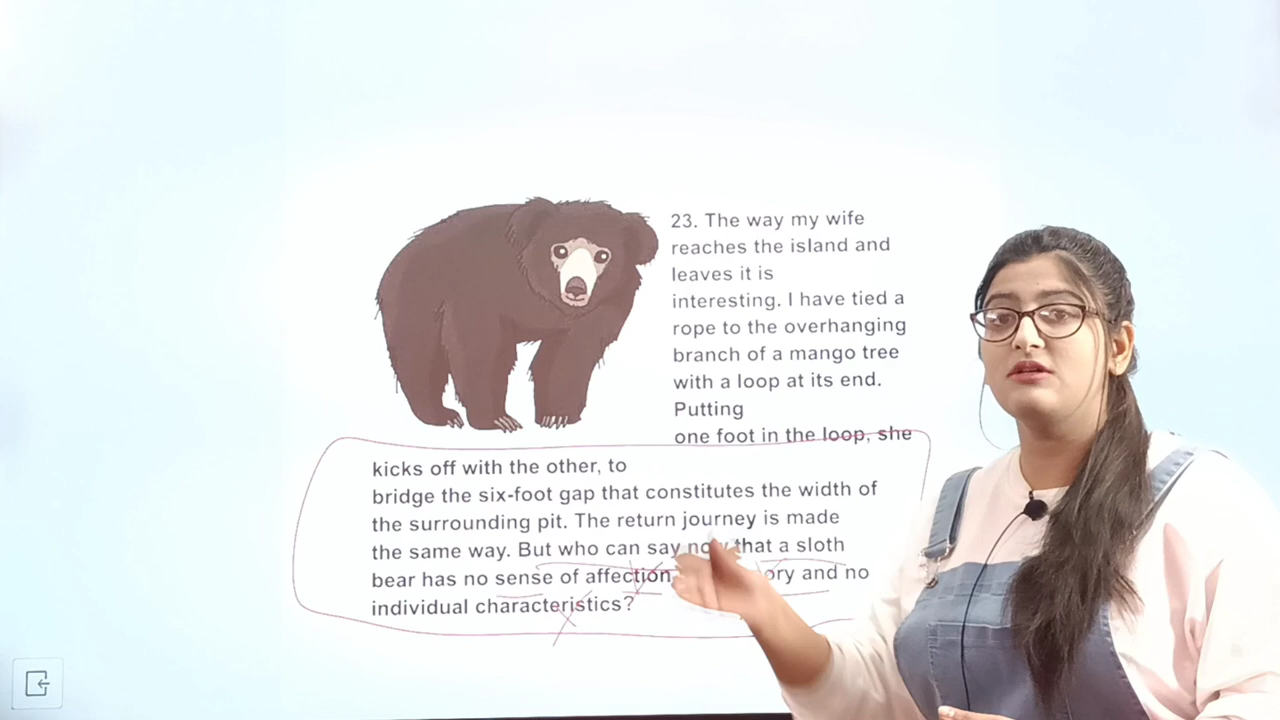 23. The way my wife
reaches the island and
leaves it is
interesting. I have tied a
rope to the overhanging
branch of a mango tree
with a loop at its end.
Putting
one foot in the loop, she
kicks off with the other, to
bridge the six-foot gap that constitutes the width of
the surrounding pit. The return journey is made
the same way. But who can say that a sloth
bear has no sense of affection and no
individual characteristics?